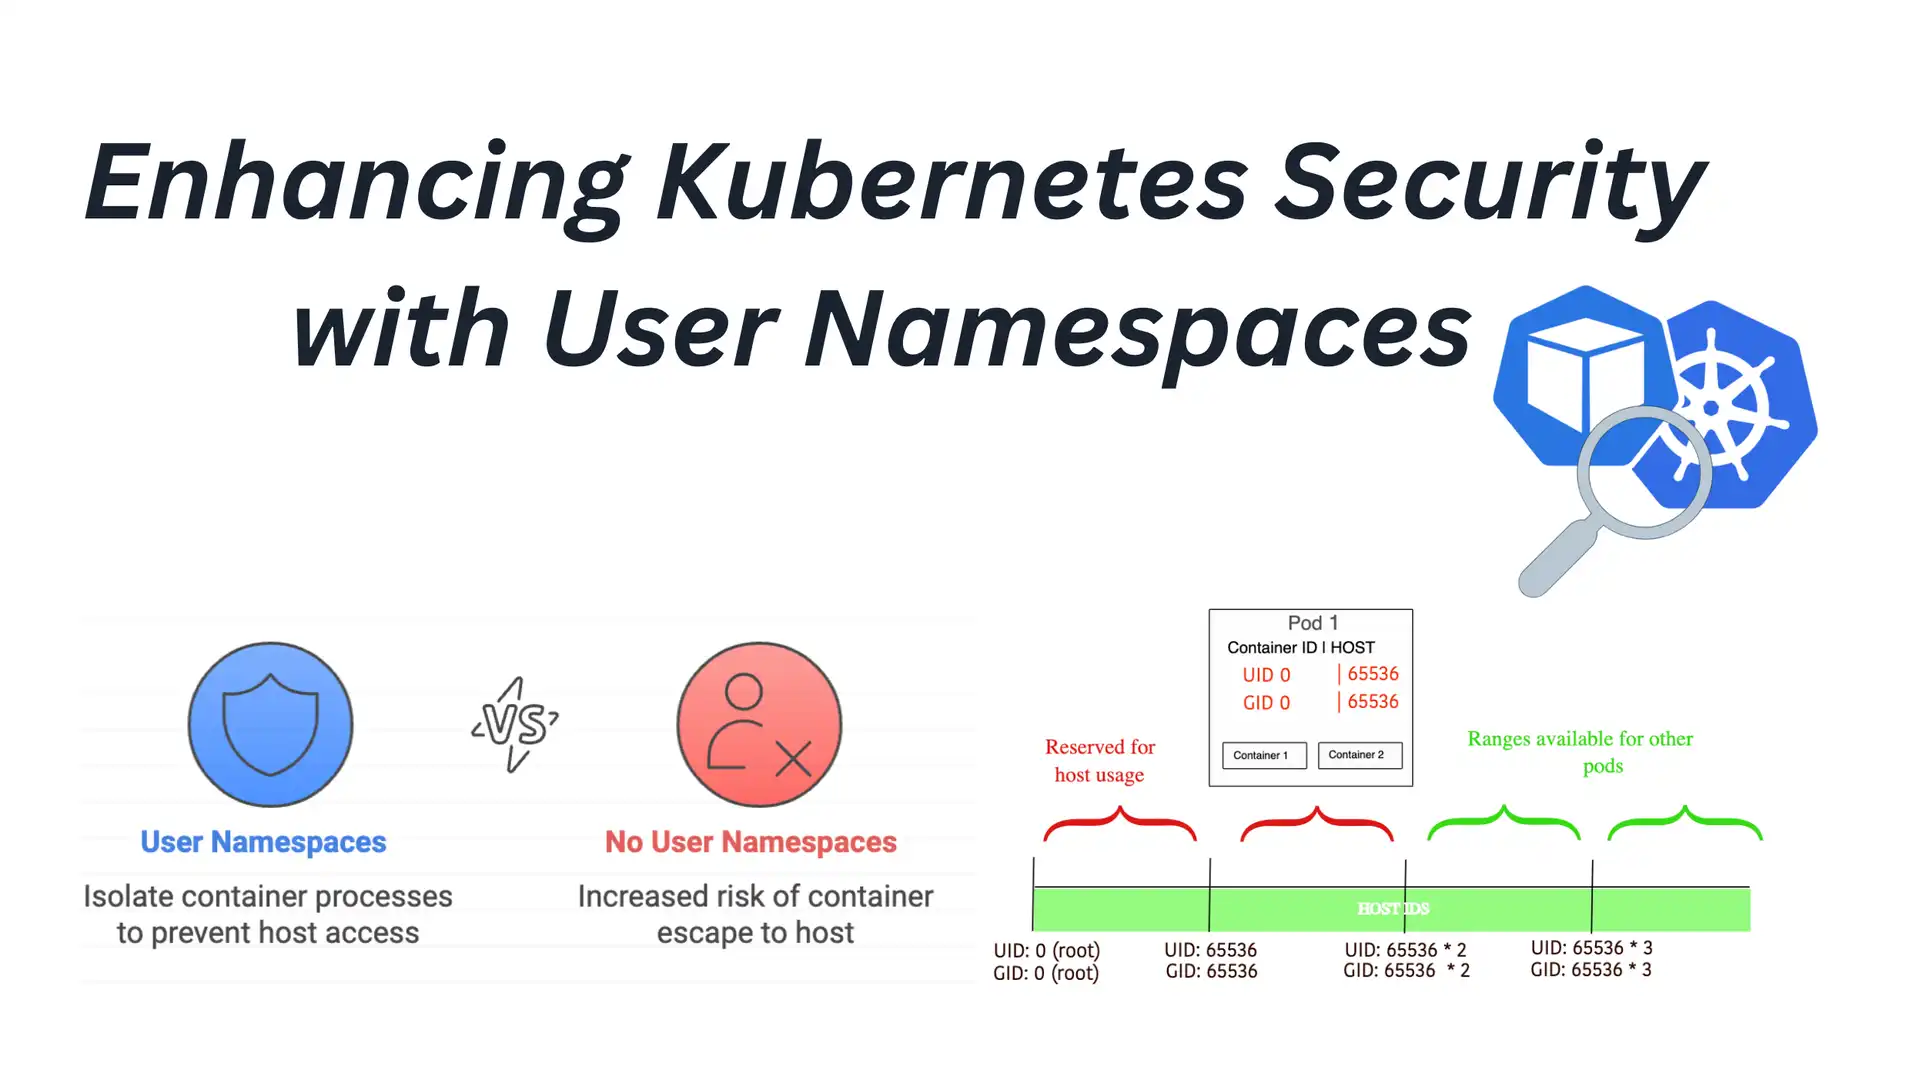 Enhancing Kubernetes Security
with User Namespaces
VS
User Namespaces
Isolate container processes
to prevent host access
No User Namespaces
Increased risk of container
escape to host
Pod 1
Container ID | HOST
UID 0 | 65536
GID 0 | 65536
Container 1
Container 2
Reserved for
host usage
Ranges available for other
pods
HOST IDS
UID: 0 (root)
GID: 0 (root)
UID: 65536
GID: 65536
UID: 65536 * 2
GID: 65536 * 2
UID: 65536 * 3
GID: 65536 * 3